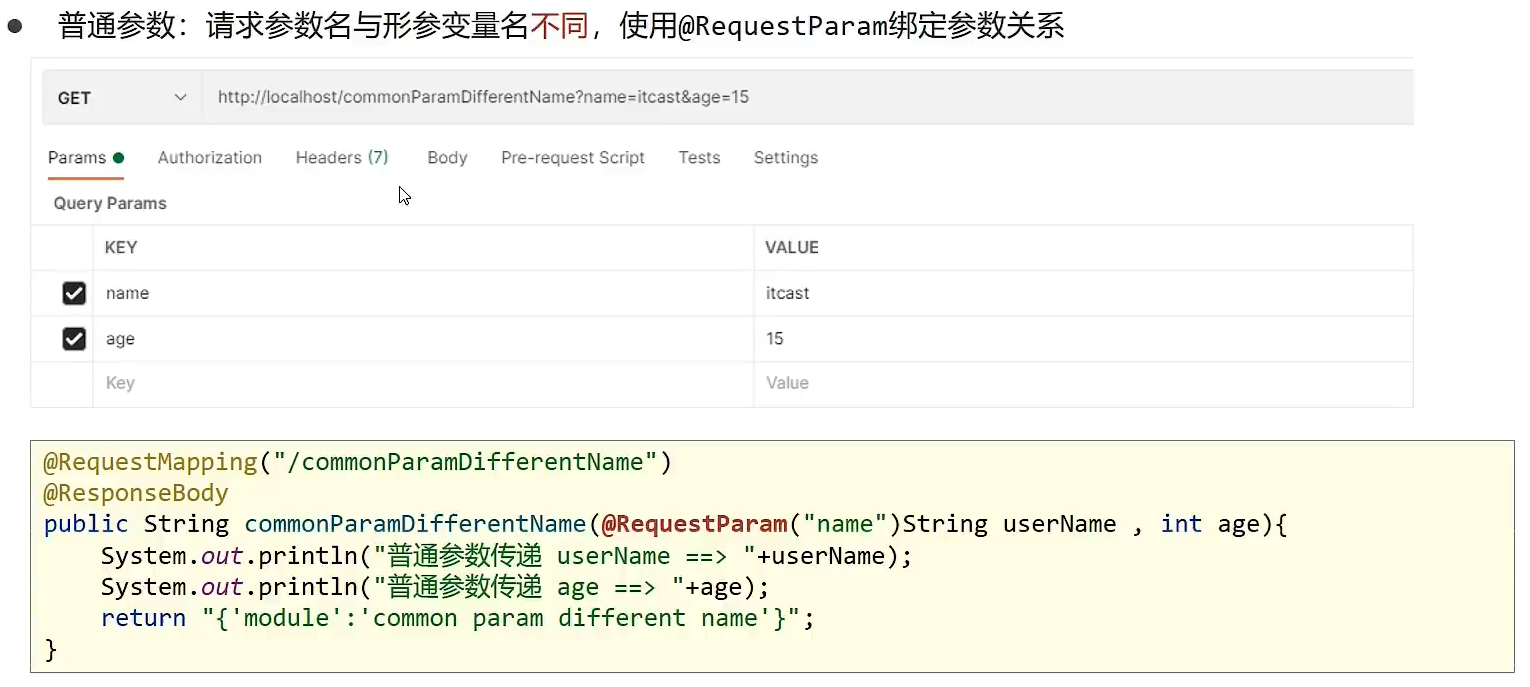 ● 普通参数：请求参数名与形参变量名不同，使用@RequestParam绑定参数关系
GET http://localhost/commonParamDifferentName?name=itcast&age=15
Params Authorization Headers (7) Body Pre-request Script Tests Settings
Query Params
KEY VALUE
name itcast
age 15
Key Value
@RequestMapping("/commonParamDifferentName")
@ResponseBody
public String commonParamDifferentName(@RequestParam("name")String userName , int age){
    System.out.println("普通参数传递 userName ==> "+userName);
    System.out.println("普通参数传递 age ==> "+age);
    return "{'module':'common param different name'}";
}